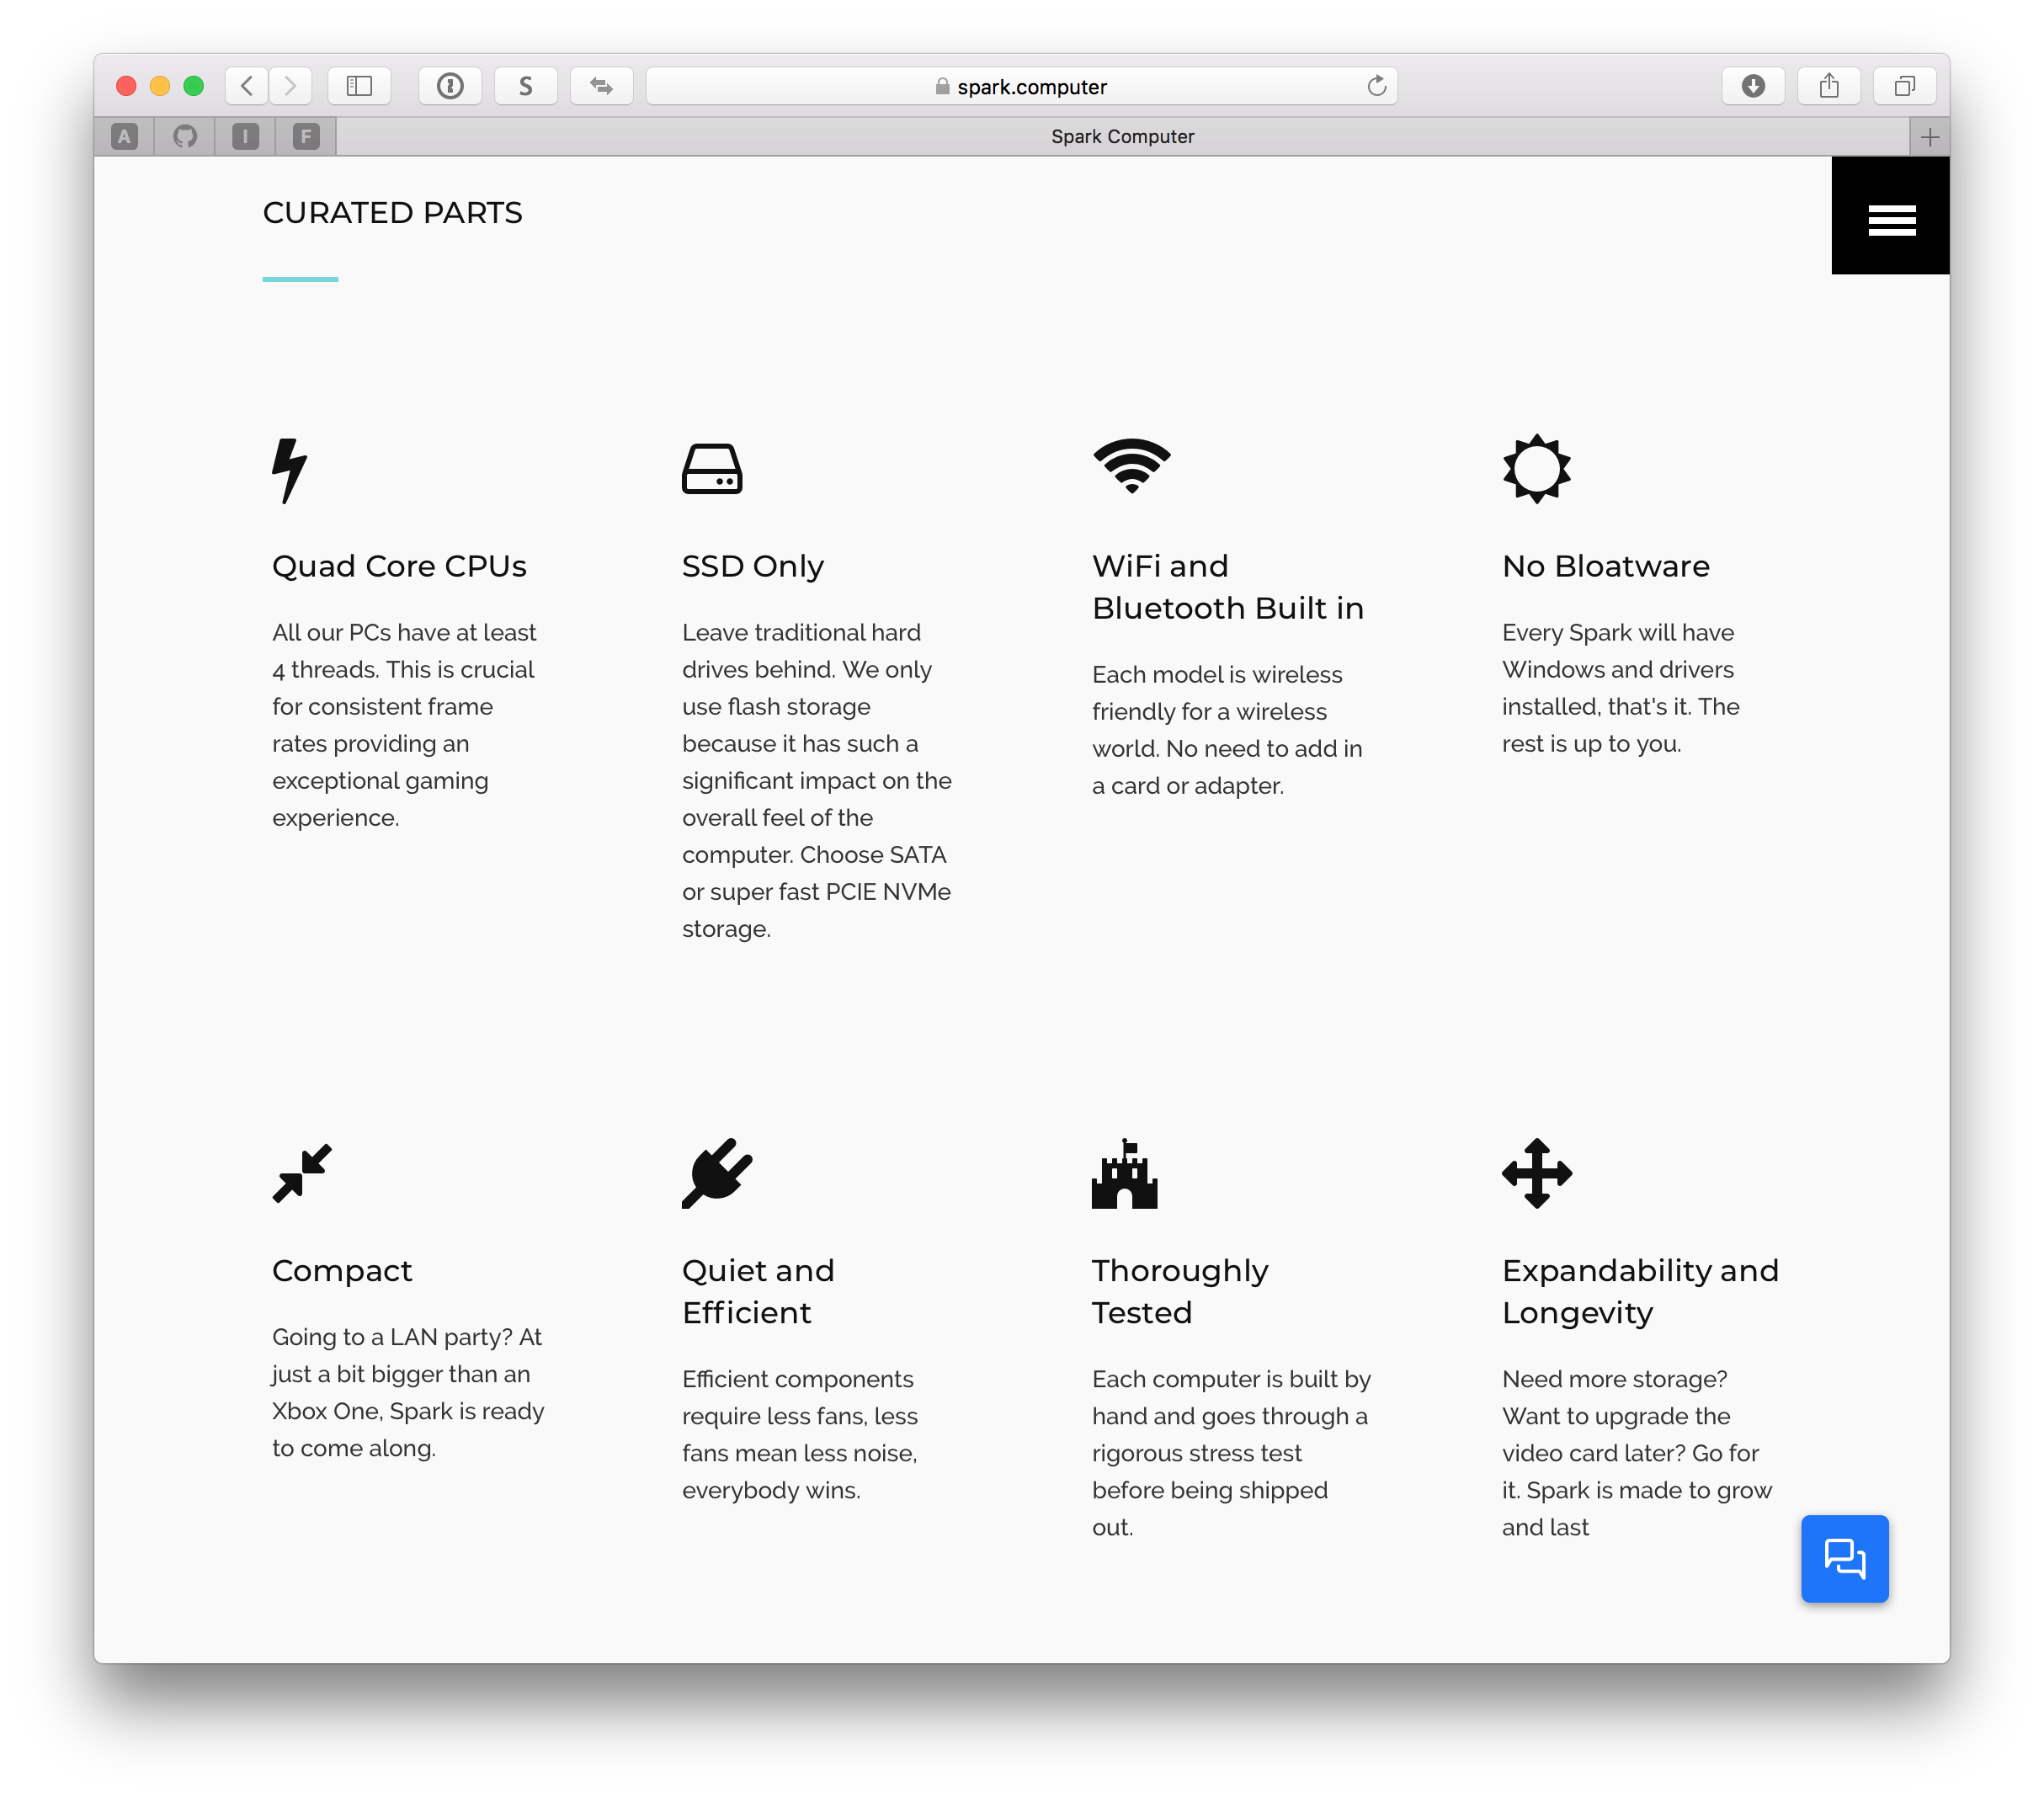 S
spark.computer
A
I
F
Spark Computer
CURATED PARTS
Quad Core CPUs
All our PCs have at least
4 threads. This is crucial
for consistent frame
rates providing an
exceptional gaming
experience.
SSD Only
Leave traditional hard
drives behind. We only
use flash storage
because it has such a
significant impact on the
overall feel of the
computer. Choose SATA
or super fast PCIE NVMe
storage.
WiFi and
Bluetooth Built in
Each model is wireless
friendly for a wireless
world. No need to add in
a card or adapter.
No Bloatware
Every Spark will have
Windows and drivers
installed, that's it. The
rest is up to you.
Compact
Going to a LAN party? At
just a bit bigger than an
Xbox One, Spark is ready
to come along.
Quiet and
Efficient
Efficient components
require less fans, less
fans mean less noise,
everybody wins.
Thoroughly
Tested
Each computer is built by
hand and goes through a
rigorous stress test
before being shipped
out.
Expandability and
Longevity
Need more storage?
Want to upgrade the
video card later? Go for
it. Spark is made to grow
and last